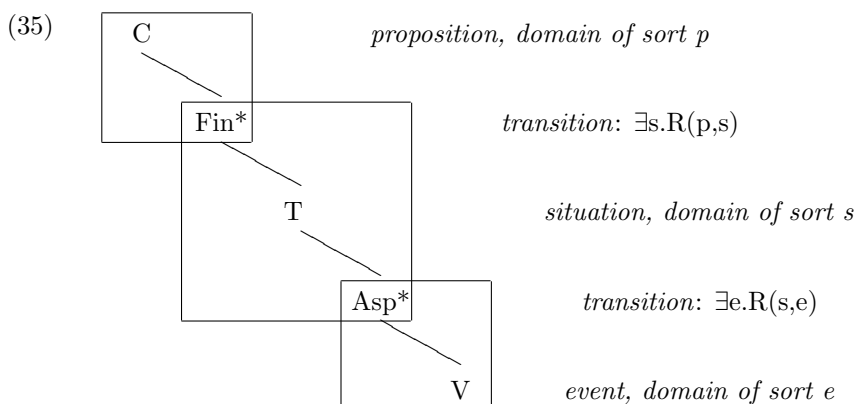 (35) C proposition, domain of sort p
Fin* transition: ∃s.R(p,s)
T situation, domain of sort s
Asp* transition: ∃e.R(s,e)
V event, domain of sort e